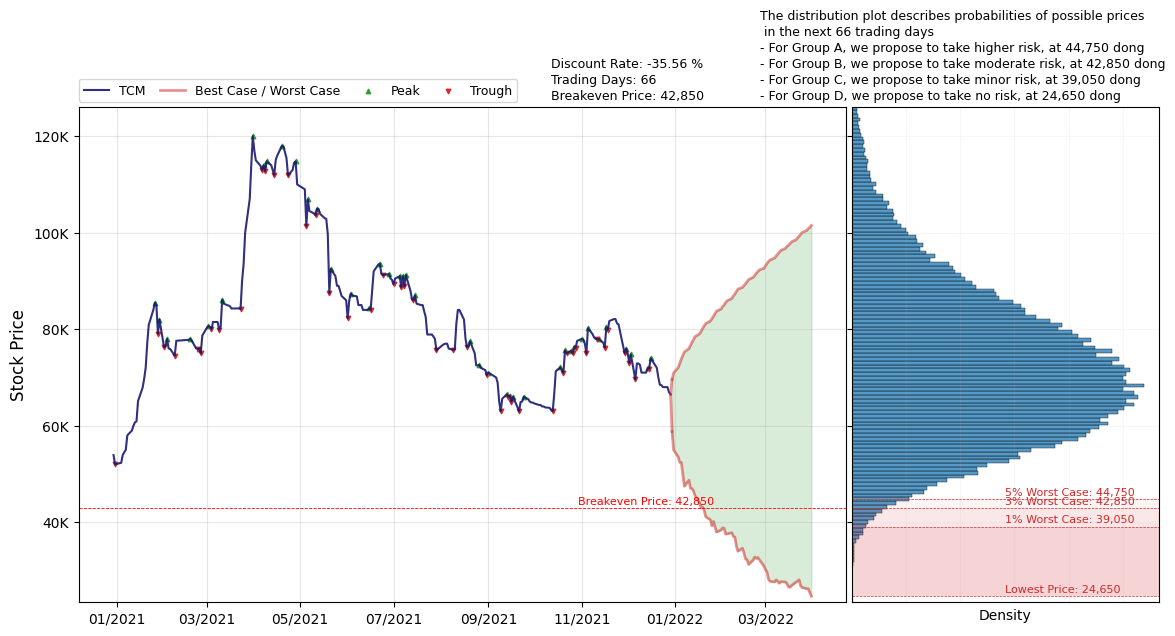 The distribution plot describes probabilities of possible prices
in the next 66 trading days
- For Group A, we propose to take higher risk, at 44,750 dong
- For Group B, we propose to take moderate risk, at 42,850 dong
- For Group C, we propose to take minor risk, at 39,050 dong
- For Group D, we propose to take no risk, at 24,650 dong
Discount Rate: -35.56 %
Trading Days: 66
Breakeven Price: 42,850
TCM
Best Case / Worst Case
Peak
Trough
Stock Price
120K
100K
80K
60K
40K
Breakeven Price: 42,850
01/2021
03/2021
05/2021
07/2021
09/2021
11/2021
01/2022
03/2022
5% Worst Case: 44,750
3% Worst Case: 42,850
1% Worst Case: 39,050
Lowest Price: 24,650
Density